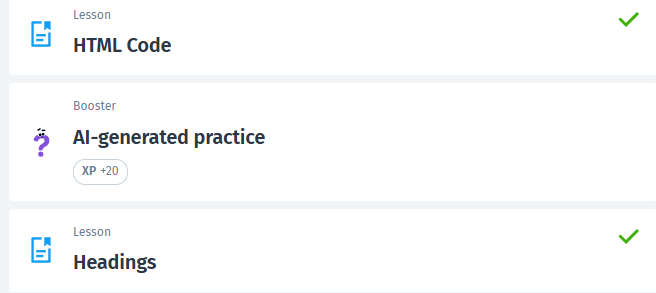 Lesson
HTML Code
Booster
AI-generated practice
XP +20
Lesson
Headings